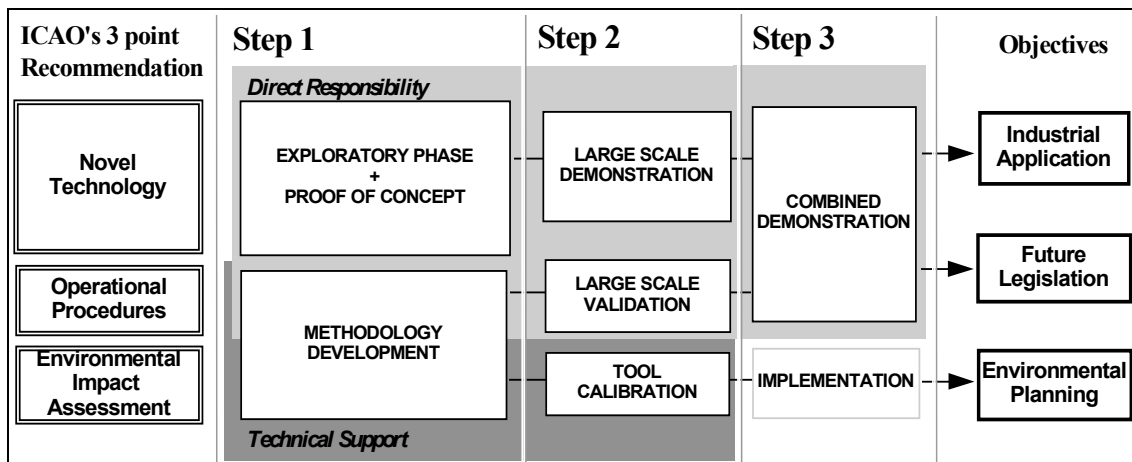 ICAO's 3 point
Recommendation
Step 1
Step 2
Step 3
Objectives
Direct Responsibility
Novel
Technology
EXPLORATORY PHASE
+
PROOF OF CONCEPT
LARGE SCALE
DEMONSTRATION
COMBINED
DEMONSTRATION
Industrial
Application
Operational
Procedures
METHODOLOGY
DEVELOPMENT
LARGE SCALE
VALIDATION
Future
Legislation
Environmental
Impact
Assessment
TOOL
CALIBRATION
IMPLEMENTATION
Environmental
Planning
Technical Support